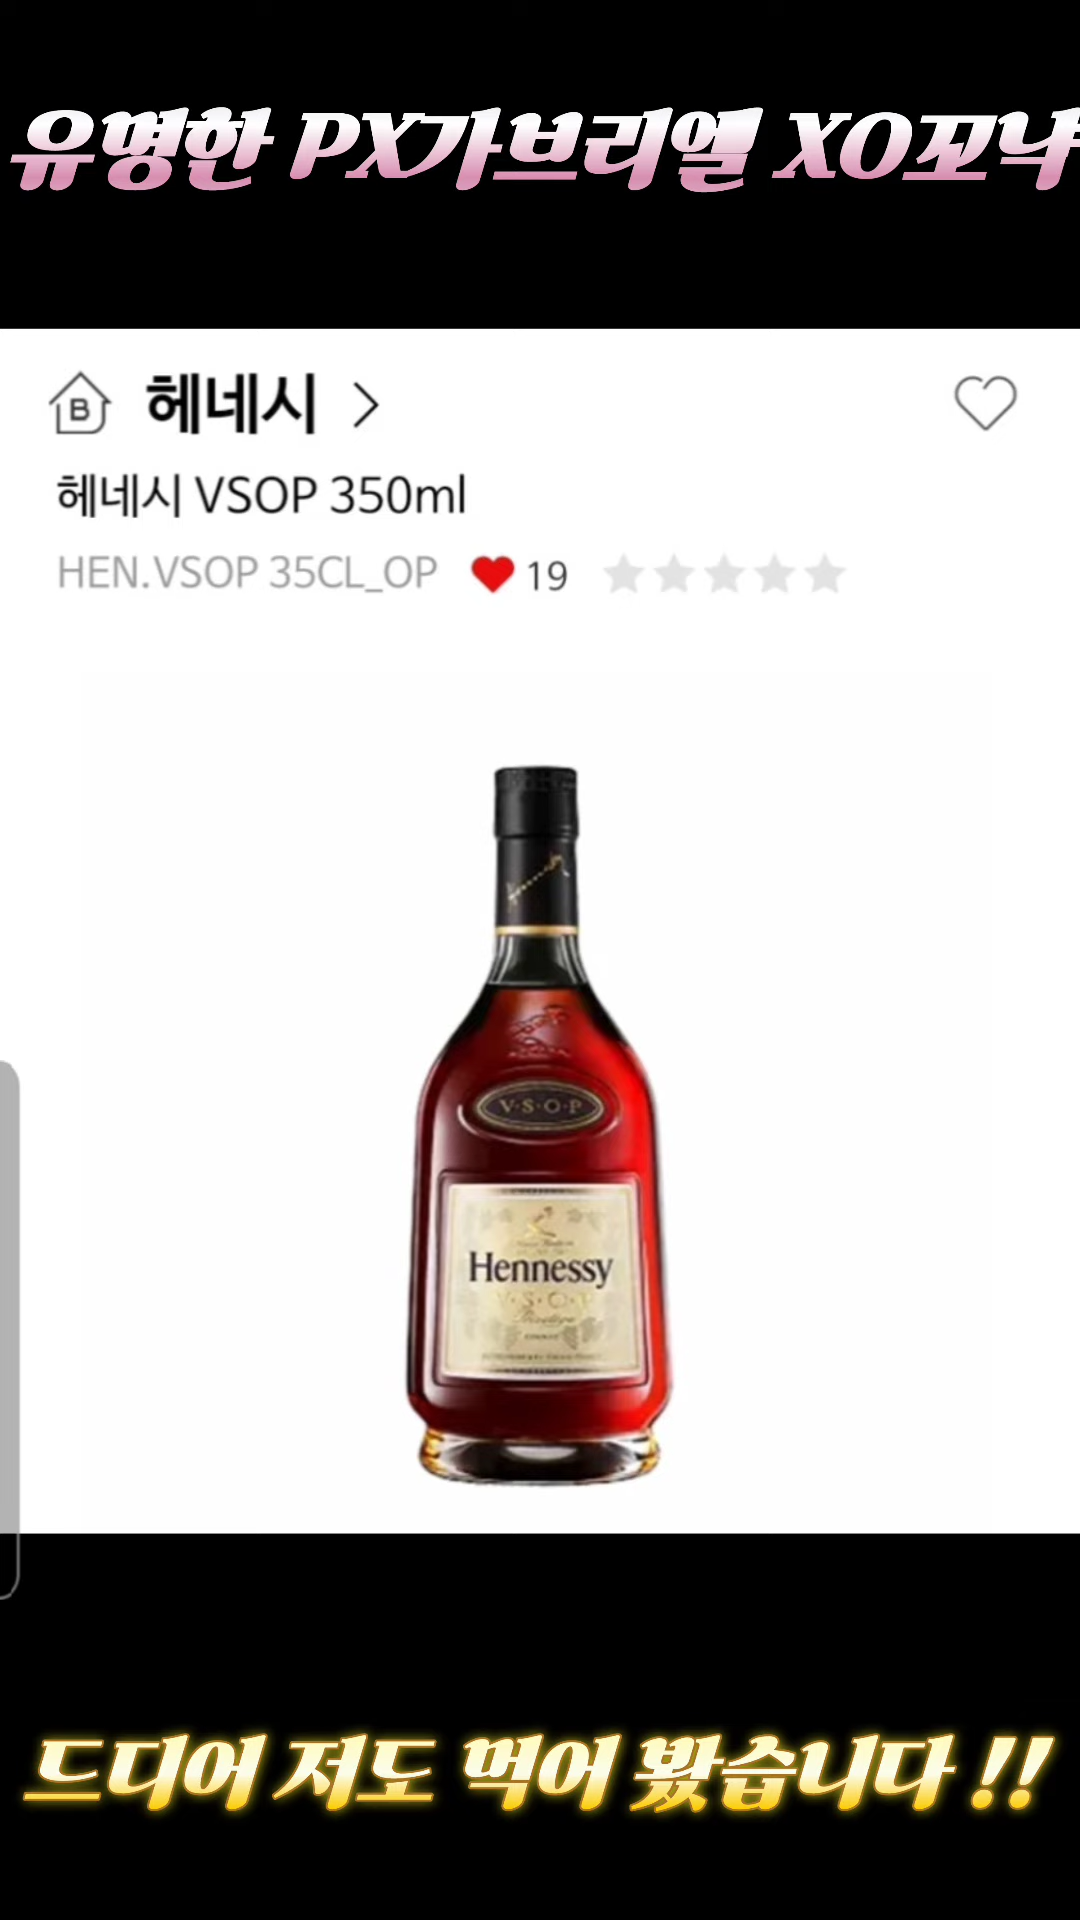 유명한 PX가브리엘 XO꼬냑
B 헤네시
헤네시 VSOP 350ml
HEN.VSOP 35CL_OP 19
Hennessy
V·S·O·P
Hennessy
V·S·O·P
드디어 저도 먹어 봤습니다 !!